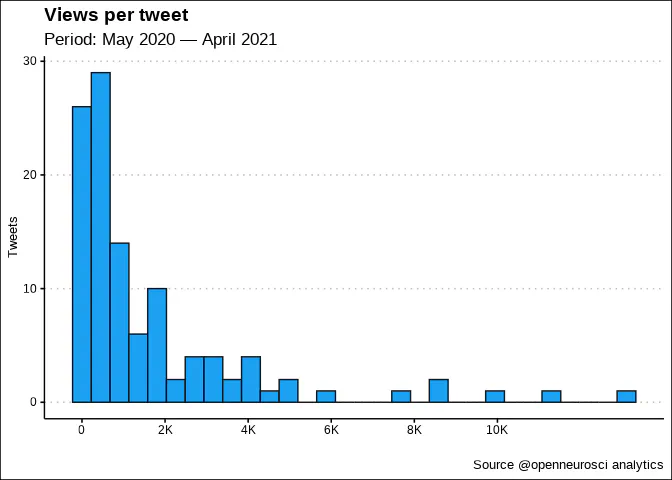 Views per tweet
Period: May 2020 — April 2021
30
20
10
0
Tweets
0 2K 4K 6K 8K 10K
Source @openneurosci analytics